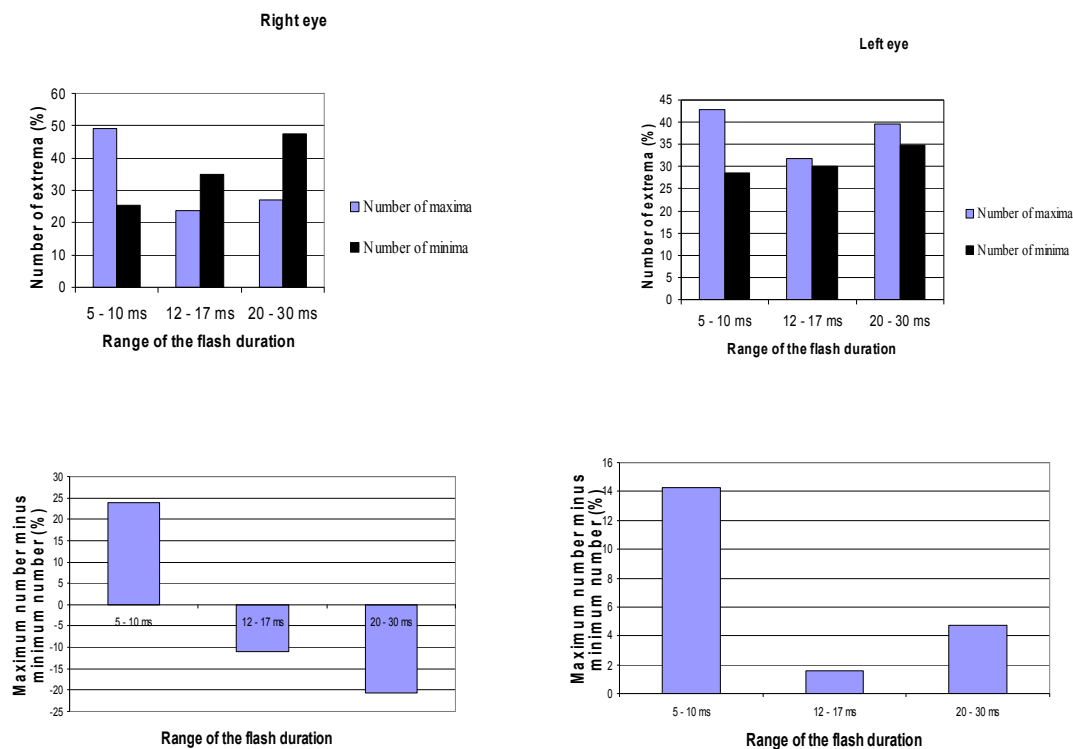 Right eye
Number of extrema (%)
60
50
40
30
20
10
0
5 - 10 ms 12 - 17 ms 20 - 30 ms
Range of the flash duration
Number of maxima
Number of minima
Left eye
Number of extrema (%)
45
40
35
30
25
20
15
10
5
0
5 - 10 ms 12 - 17 ms 20 - 30 ms
Range of the flash duration
Number of maxima
Number of minima
Maximum number minus
minimum number (%)
30
25
20
15
10
5
0
-5
-10
-15
-20
-25
5 - 10 ms 12 - 17 ms 20 - 30 ms
Range of the flash duration
Maximum number minus
minimum number (%)
16
14
12
10
8
6
4
2
0
5 - 10 ms 12 - 17 ms 20 - 30 ms
Range of the flash duration